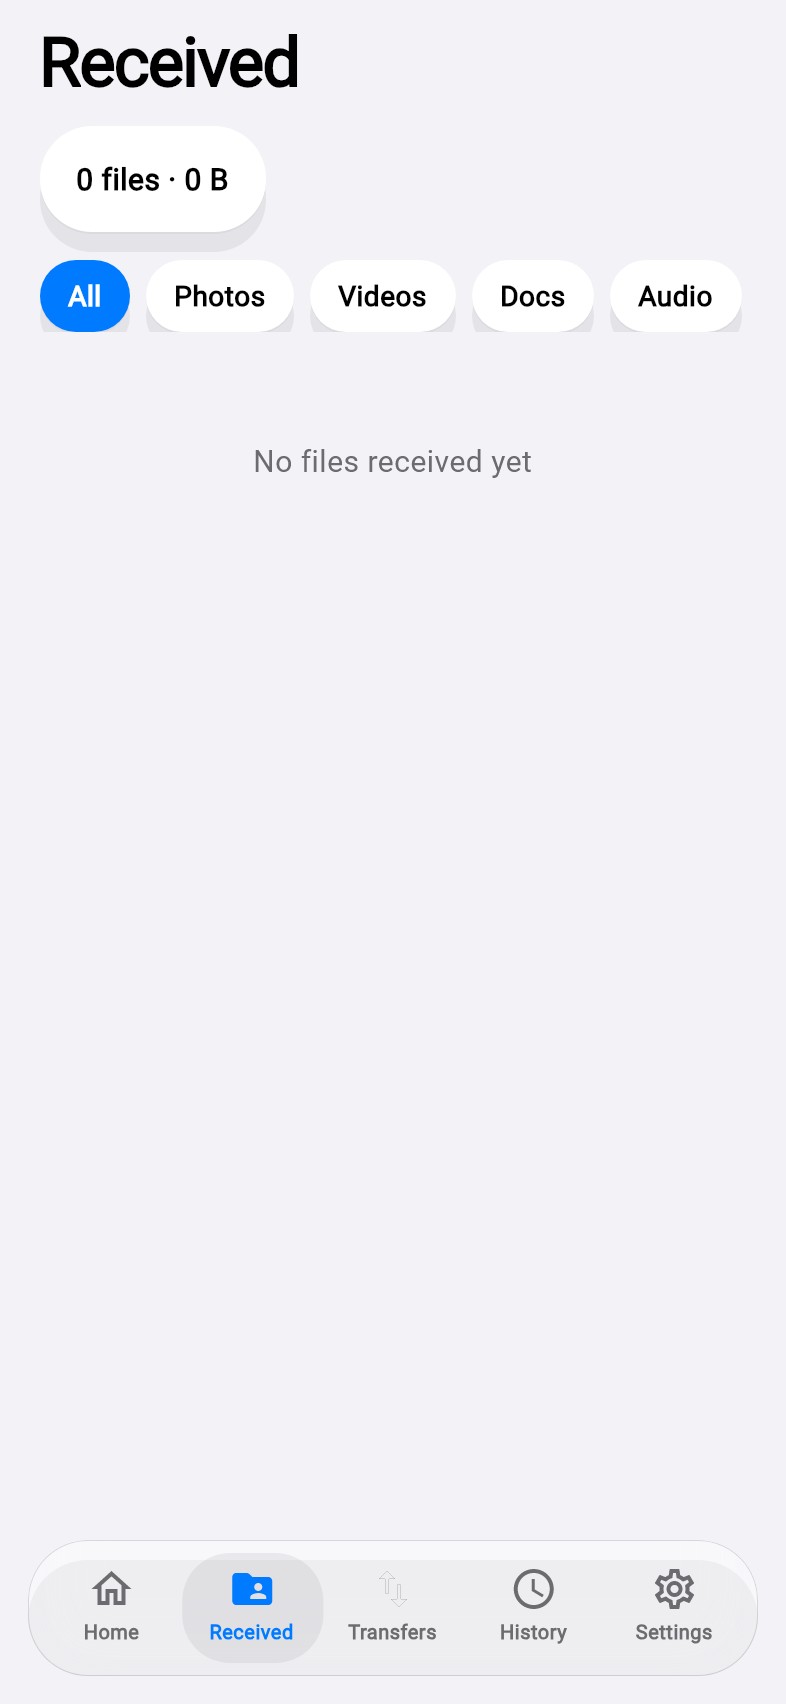 Received
0 files · 0 B
All Photos Videos Docs Audio
No files received yet
Home Received Transfers History Settings